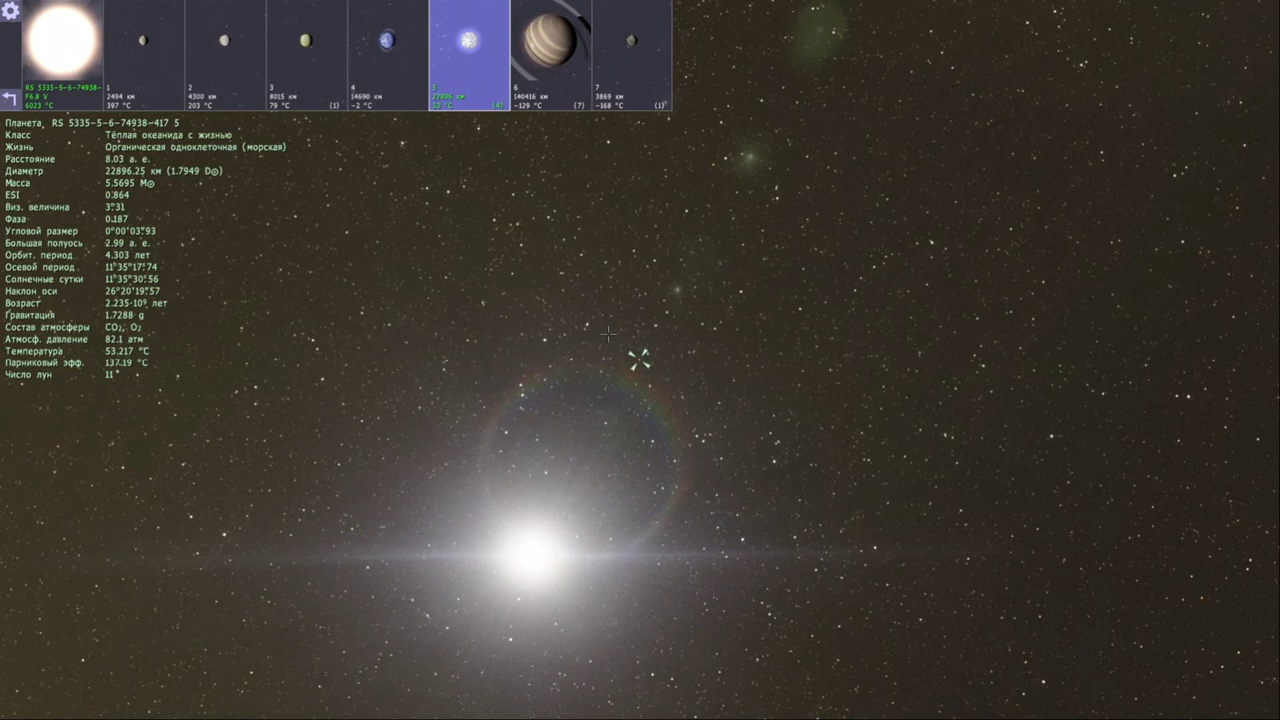 RS 5335-5-6-74938-
F6.8 V
6023 °C
1
2494 км
397 °C
2
4300 км
203 °C
3
8015 км
79 °C (1)
4
14690 км
-2 °C
5
22896 км
53 °C (4)
6
140416 км
-129 °C (7)
7
3869 км
-168 °C (1)
Планета RS 5335-5-6-74938-417 5
Класс Тёплая океанида с жизнью
Жизнь Органическая одноклеточная (морская)
Расстояние 8.03 а. е.
Диаметр 22896.25 км (1.7949 D⊙)
Масса 5.5695 M⊙
ESI 0.864
Виз. величина 3.31
Фаза 0.187
Угловой размер 0°00'03".93
Большая полуось 2.99 а. е.
Орбит. период 4.303 лет
Осевой период 11ʰ35ᵐ17ˢ.74
Солнечные сутки 11ʰ35ᵐ30ˢ.56
Наклон оси 26°20'19".57
Возраст 2.235·10⁹ лет
Гравитация 1.7288 g
Состав атмосферы CO₂, O₂
Атмосф. давление 82.1 атм
Температура 53.217 °C
Парниковый эфф. 137.19 °C
Число лун 11